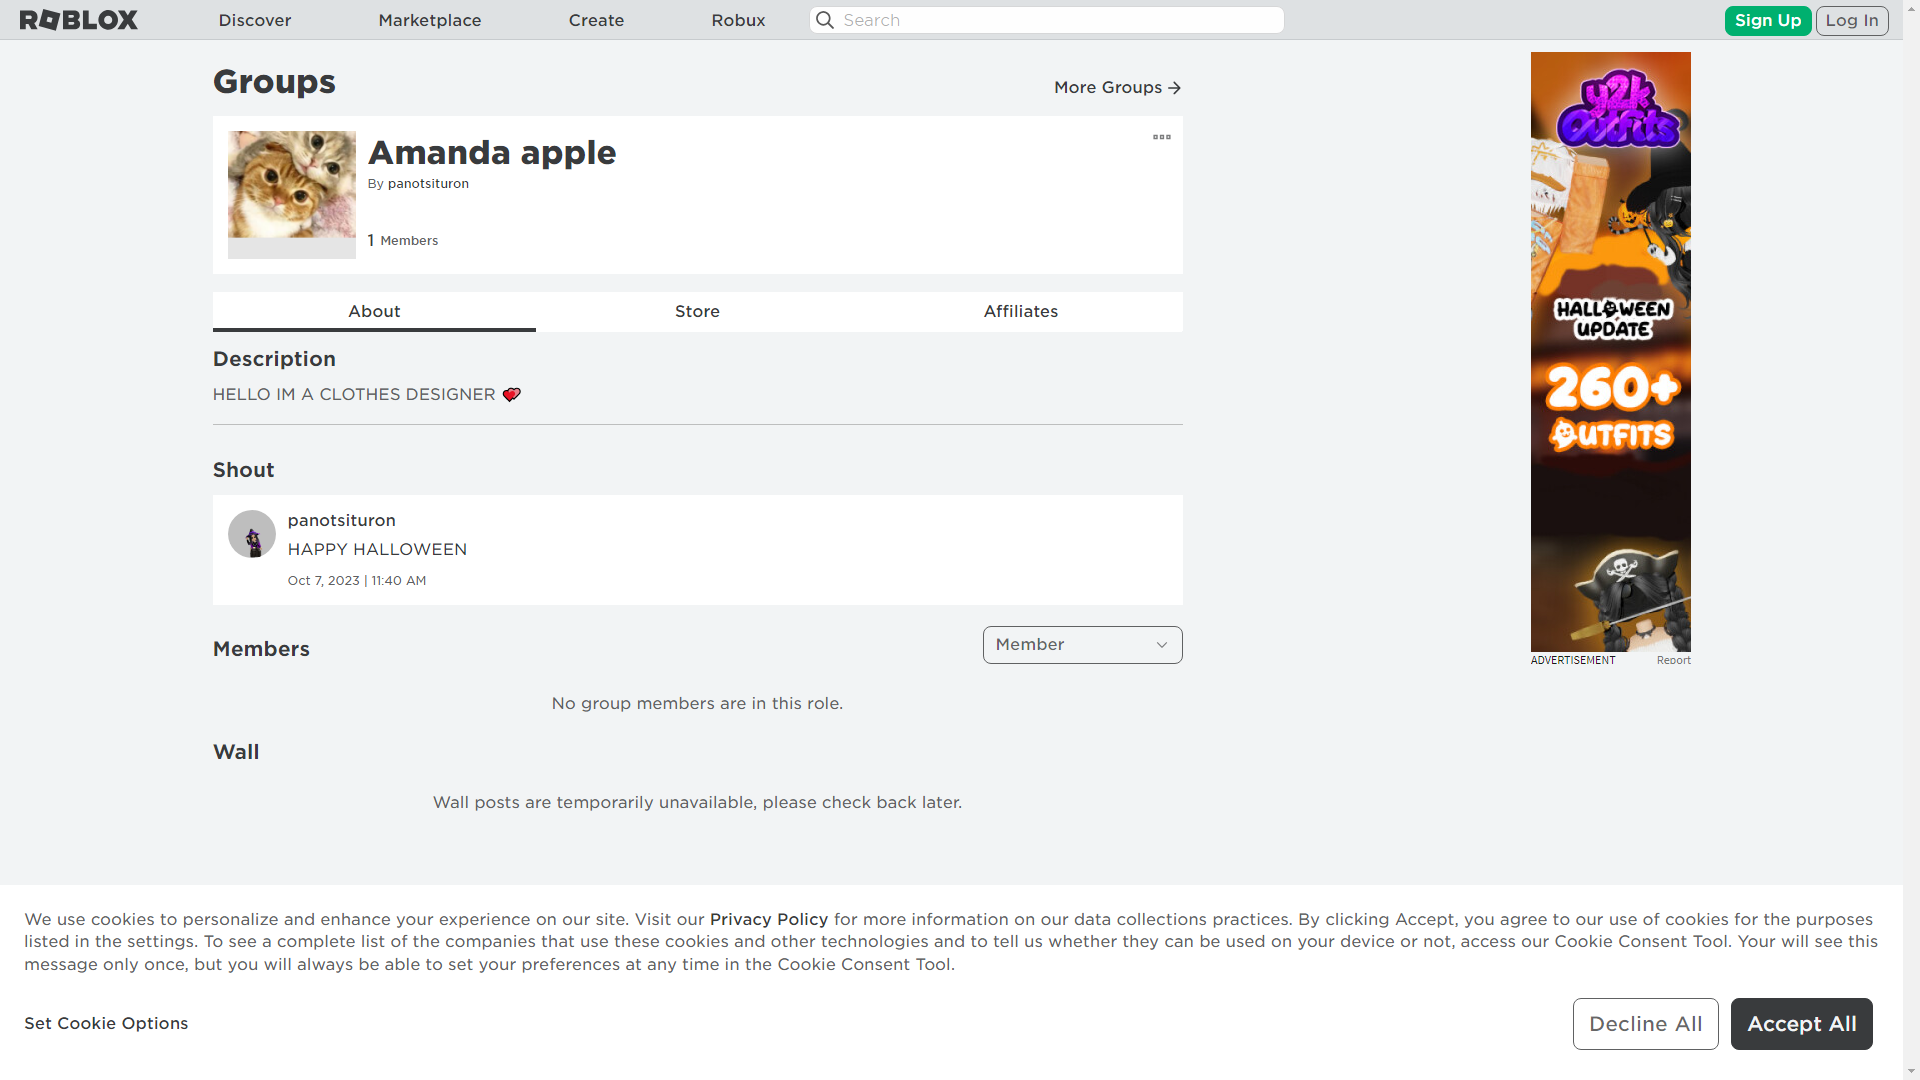 ROBLOX
Discover
Marketplace
Create
Robux
Search
Sign Up
Log In
Groups
More Groups
Amanda apple
By panotsituron
1 Members
About
Store
Affiliates
Description
HELLO IM A CLOTHES DESIGNER 💕
Shout
panotsituron
HAPPY HALLOWEEN
Oct 7, 2023 | 11:40 AM
Members
Member
No group members are in this role.
Wall
Wall posts are temporarily unavailable, please check back later.
y2k
Outfits
HALLOWEEN
UPDATE
260+
OUTFITS
ADVERTISEMENT
Report
We use cookies to personalize and enhance your experience on our site. Visit our Privacy Policy for more information on our data collections practices. By clicking Accept, you agree to our use of cookies for the purposes
listed in the settings. To see a complete list of the companies that use these cookies and other technologies and to tell us whether they can be used on your device or not, access our Cookie Consent Tool. Your will see this
message only once, but you will always be able to set your preferences at any time in the Cookie Consent Tool.
Set Cookie Options
Decline All
Accept All